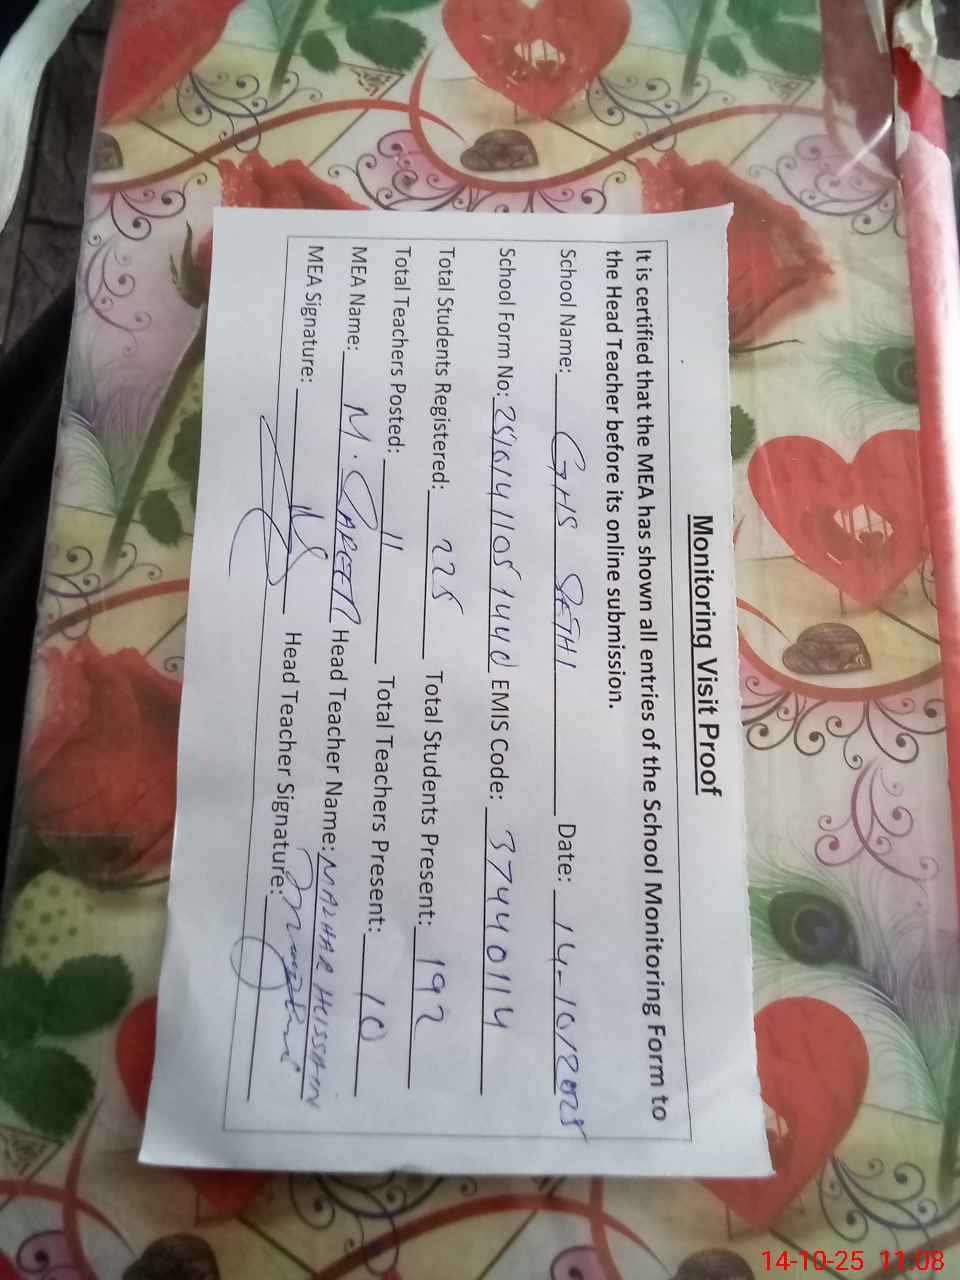 Monitoring Visit Proof
It is certified that the MEA has shown all entries of the School Monitoring Form to
the Head Teacher before its online submission.
School Name: GHS SETHI Date: 14-10/2025
School Form No: EMIS Code: 37440114
Total Students Registered: 225 Total Students Present: 192
Total Teachers Posted: 11 Total Teachers Present: 10
MEA Name: M. Head Teacher Name: MAZHAR HUSSAIN
MEA Signature: Head Teacher Signature:
14-10-25 11:08